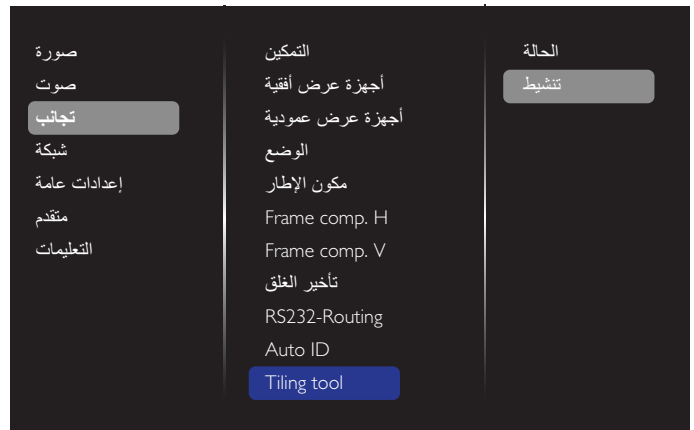 صورة
صوت
تجانب
شبكة
إعدادات عامة
متقدم
التعليمات
التمكين
أجهزة عرض أفقية
أجهزة عرض عمودية
الوضع
مكون الإطار
Frame comp. H
Frame comp. V
تأخير الغلق
RS232-Routing
Auto ID
Tiling tool
الحالة
تنشيط